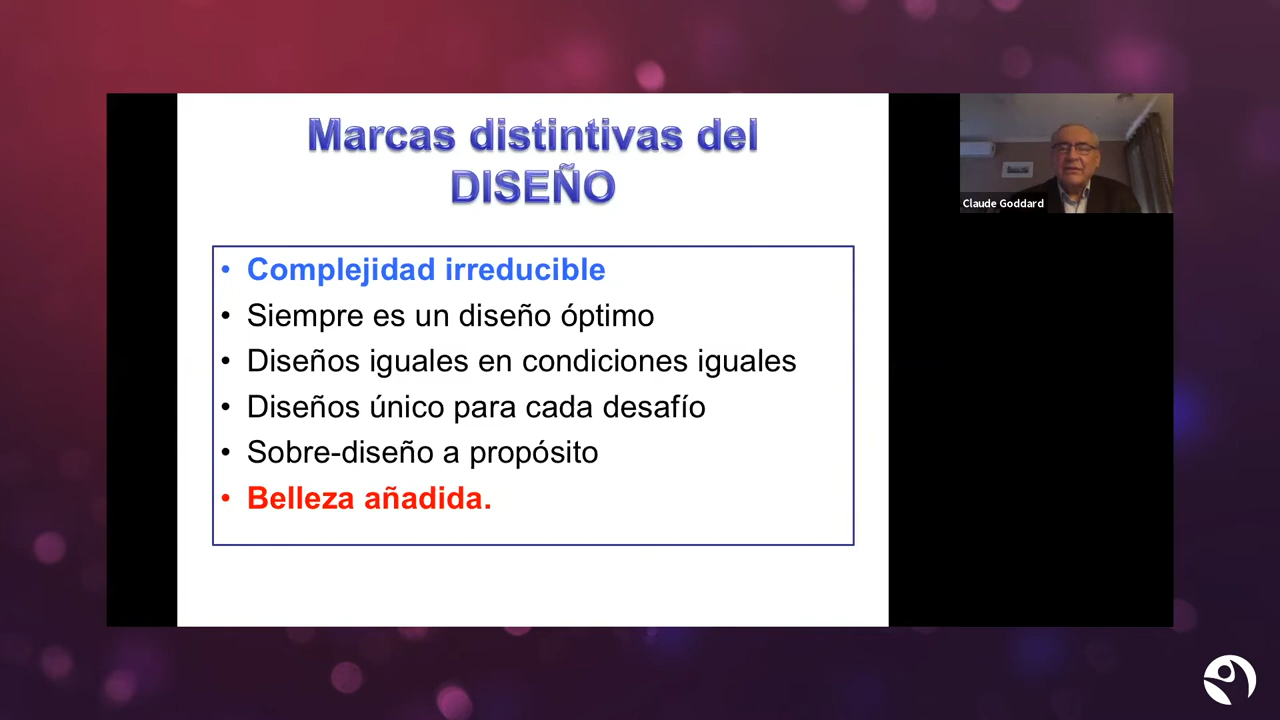 Marcas distintivas del
DISEÑO
• Complejidad irreducible
• Siempre es un diseño óptimo
• Diseños iguales en condiciones iguales
• Diseños único para cada desafío
• Sobre-diseño a propósito
• Belleza añadida.
Claude Goddard